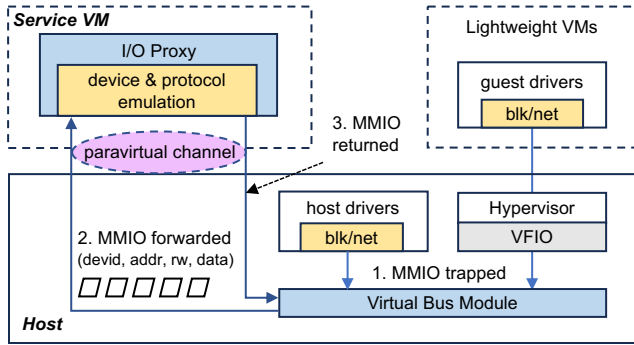 Service VM
I/O Proxy
device & protocol
emulation
Lightweight VMs
guest drivers
blk/net
paravirtual channel
3. MMIO
returned
host drivers
blk/net
Hypervisor
VFIO
2. MMIO forwarded
(devid, addr, rw, data)
1. MMIO trapped
Virtual Bus Module
Host